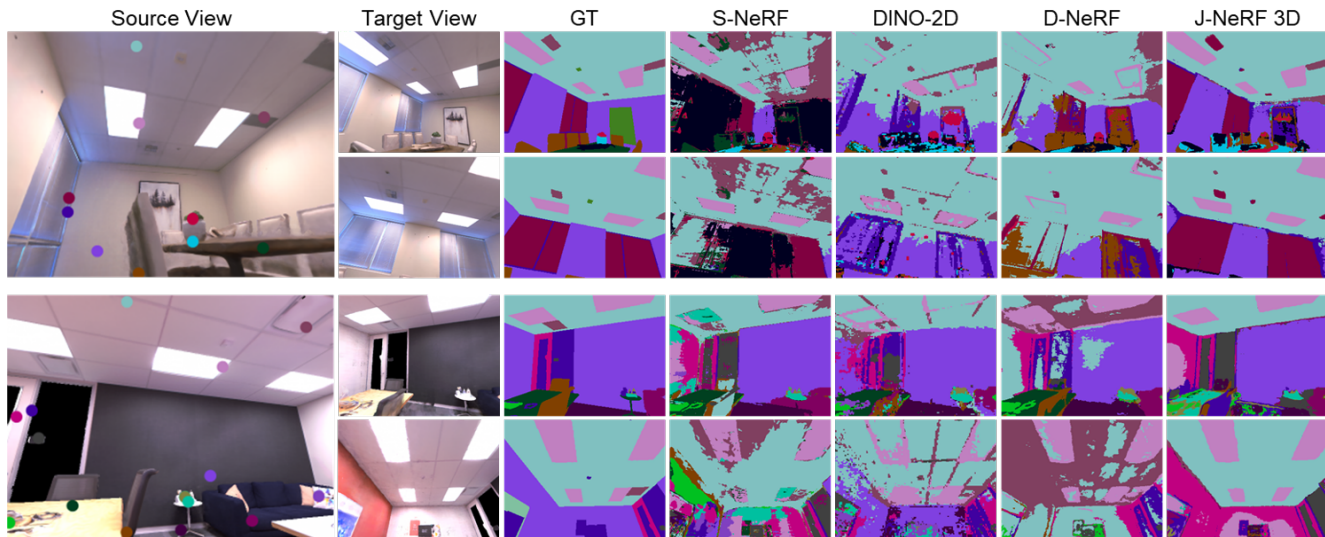 Source View
Target View
GT
S-NeRF
DINO-2D
D-NeRF
J-NeRF 3D